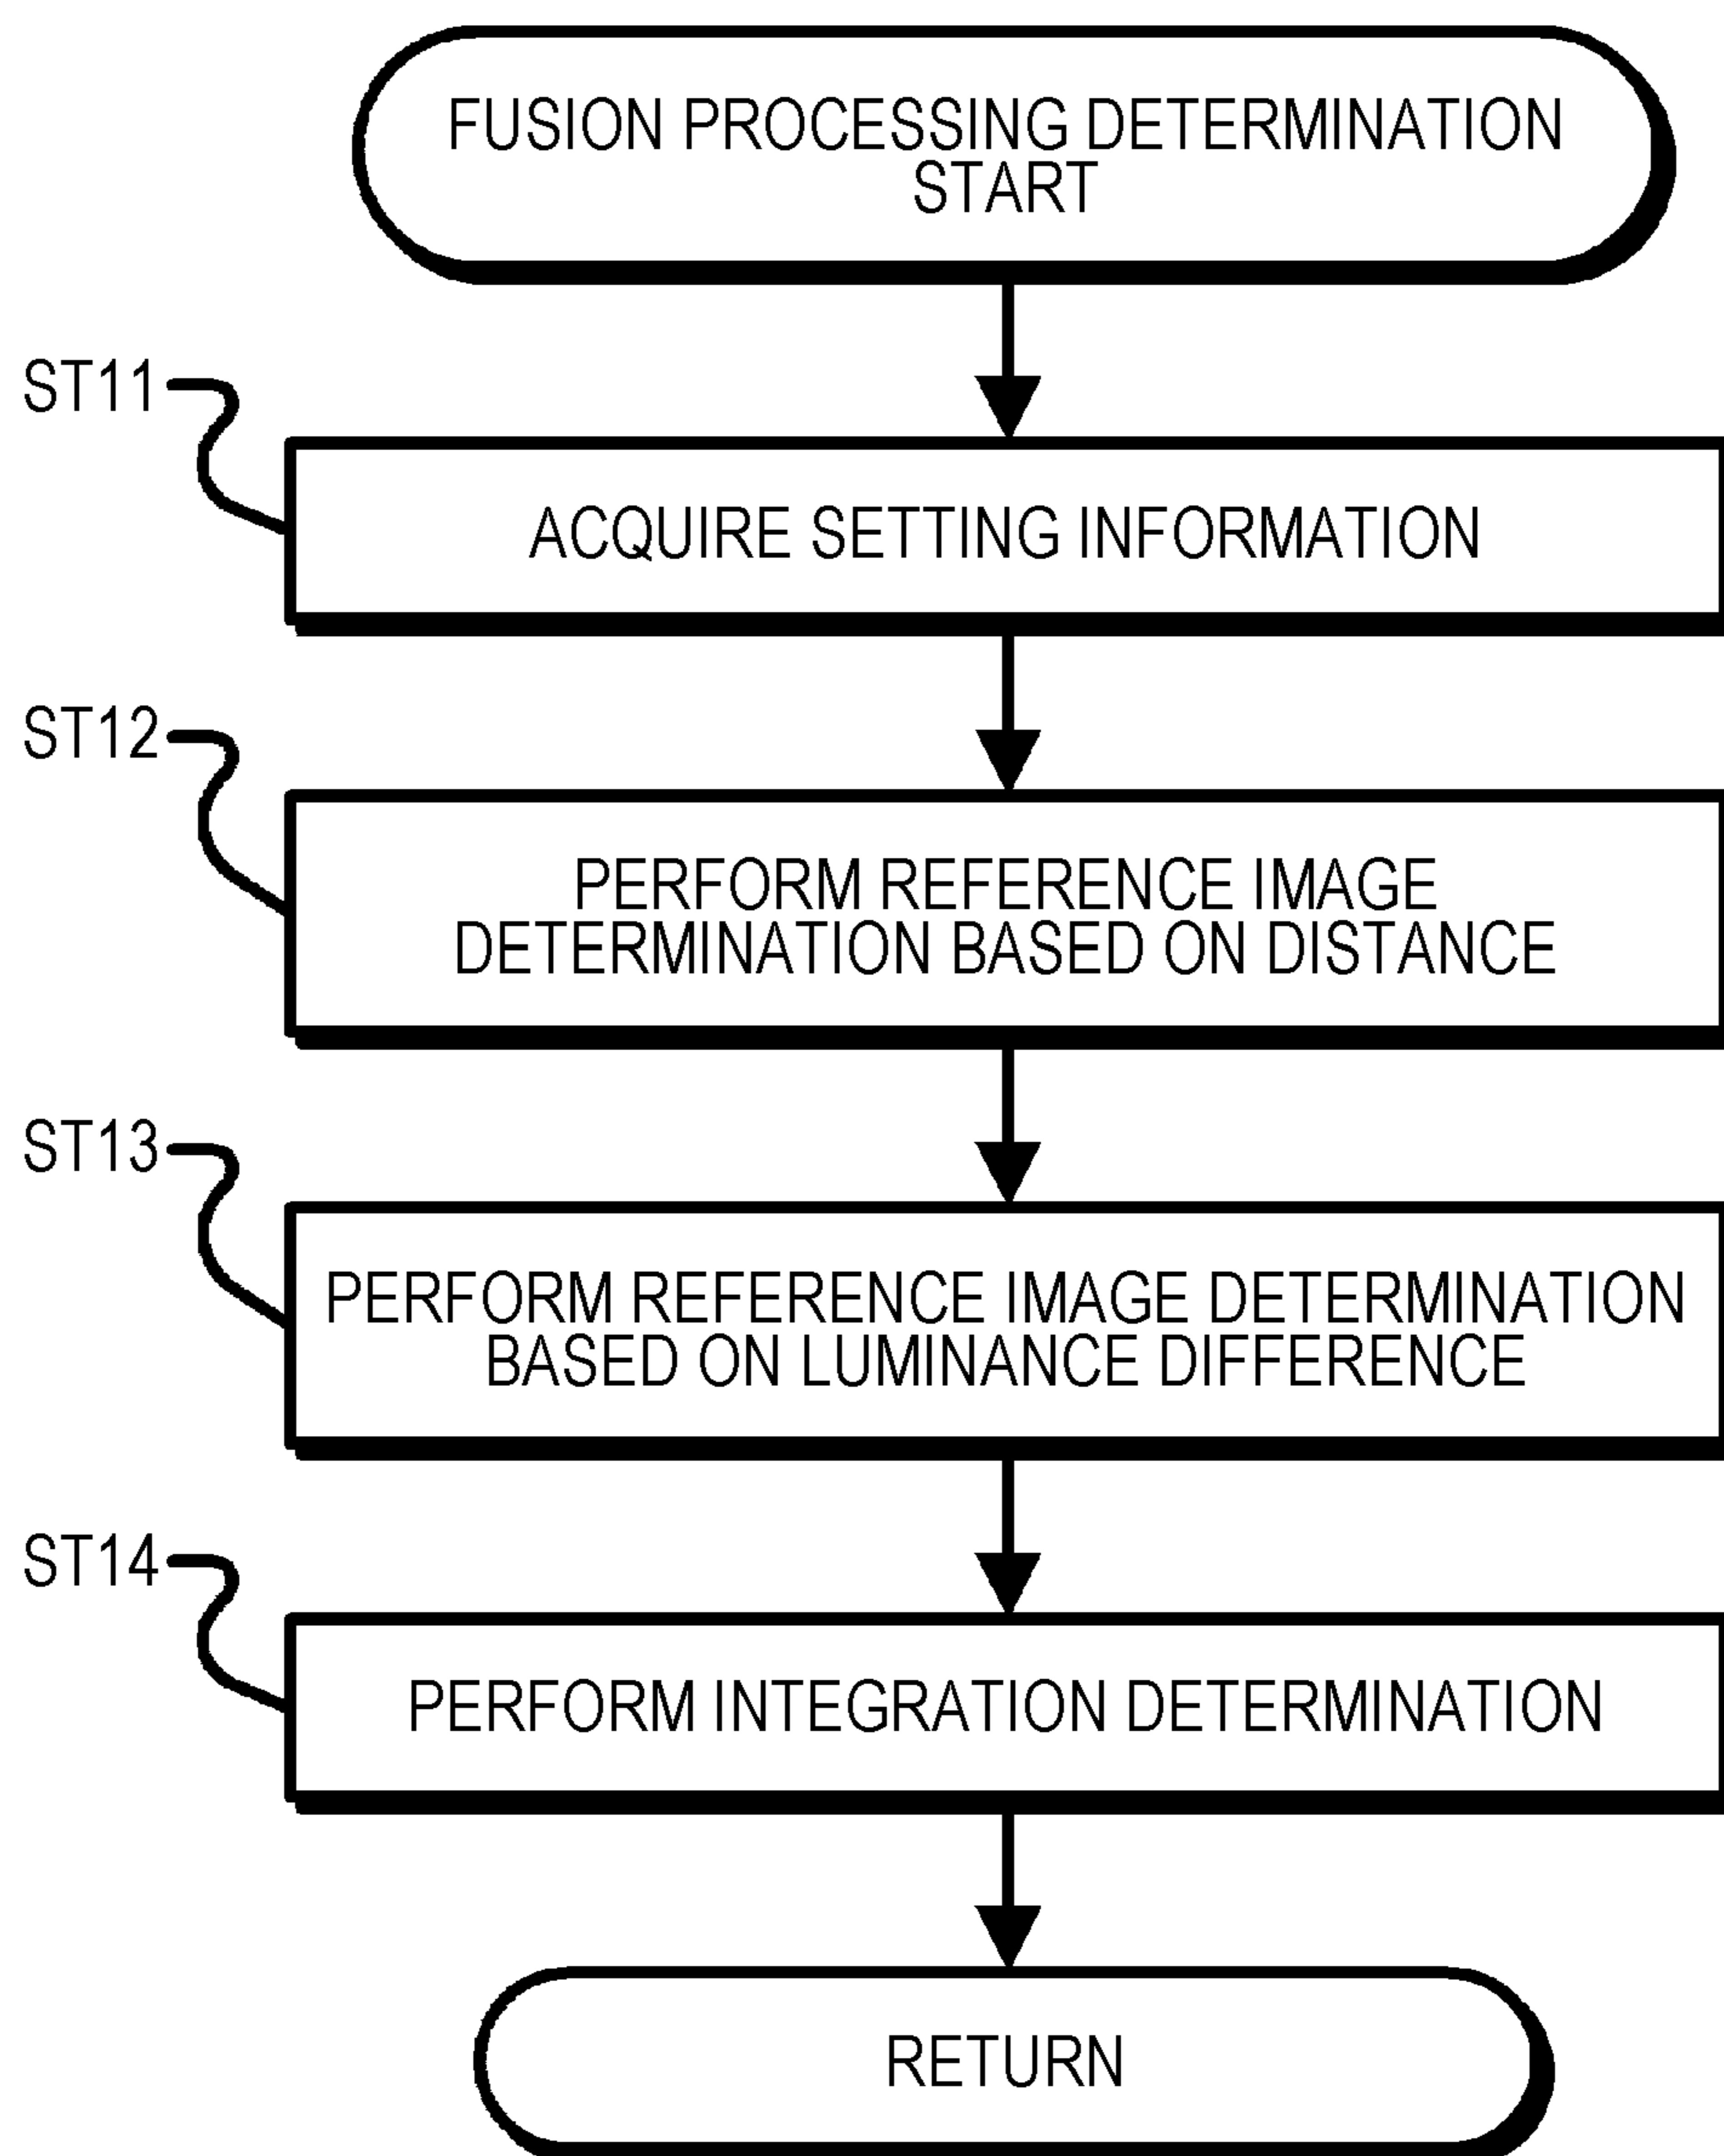 FUSION PROCESSING DETERMINATION
START
ST11
ACQUIRE SETTING INFORMATION
ST12
PERFORM REFERENCE IMAGE
DETERMINATION BASED ON DISTANCE
ST13
PERFORM REFERENCE IMAGE DETERMINATION
BASED ON LUMINANCE DIFFERENCE
ST14
PERFORM INTEGRATION DETERMINATION
RETURN